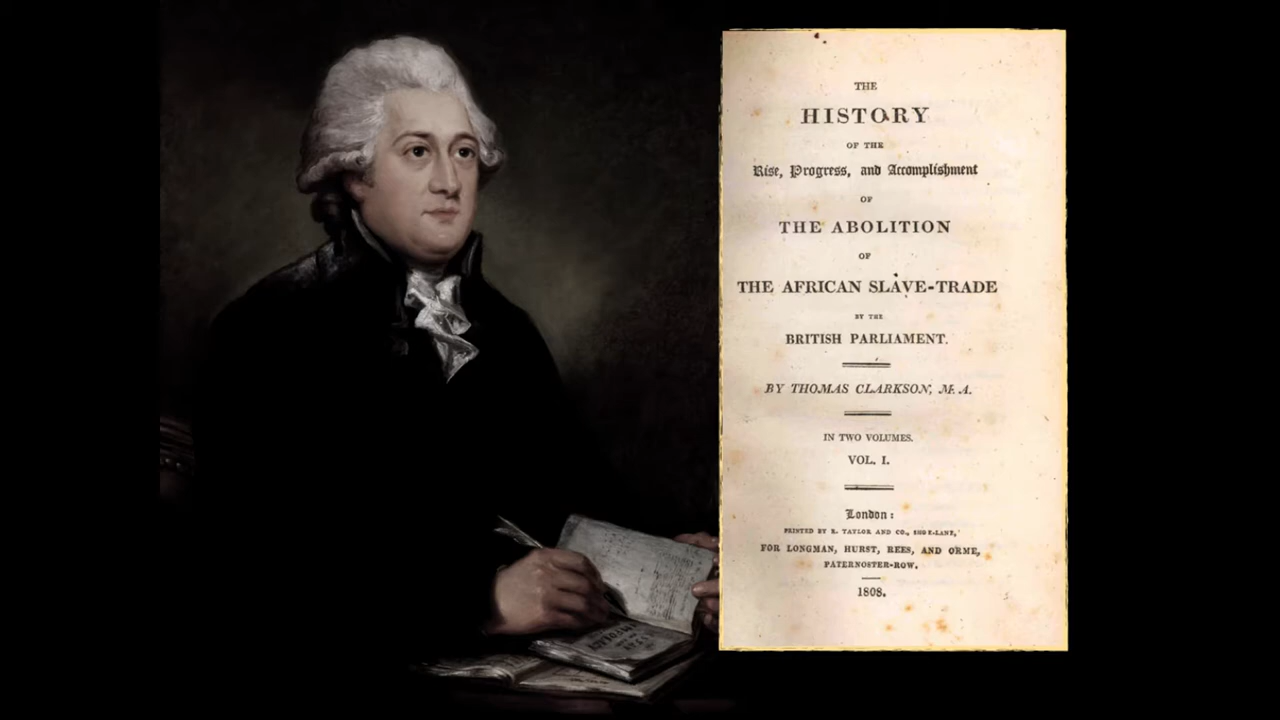 THE
HISTORY
OF THE
Rise, Progress, and Accomplishment
OF
THE ABOLITION
OF
THE AFRICAN SLAVE-TRADE
BY THE
BRITISH PARLIAMENT.
BY THOMAS CLARKSON, M. A.
IN TWO VOLUMES.
VOL. I.
London:
PRINTED BY R. TAYLOR AND CO., SHOE-LANE,
FOR LONGMAN, HURST, REES, AND ORME,
PATERNOSTER-ROW.
1808.